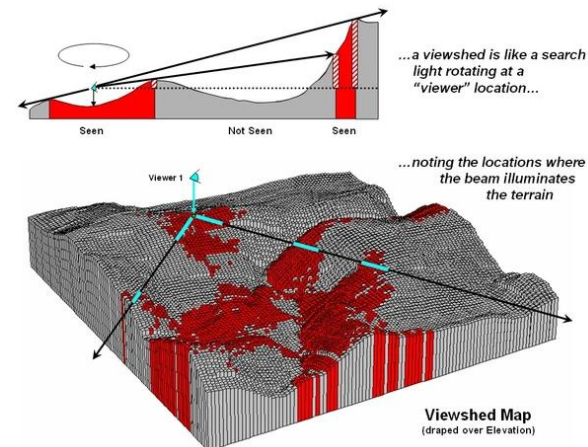 ...a viewshed is like a search
light rotating at a
"viewer" location...
Seen
Not Seen
Seen
...noting the locations where
the beam illuminates
the terrain
Viewer 1
Viewshed Map
(draped over Elevation)